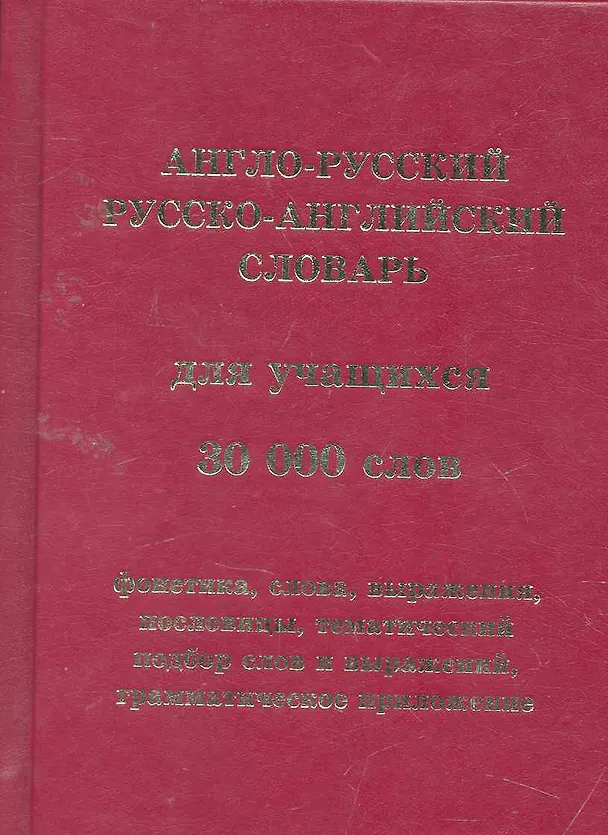 АНГЛО-РУССКИЙ
РУССКО-АНГЛИЙСКИЙ
СЛОВАРЬ
для учащихся
30 000 слов
фонетика, слова, выражения,
пословицы, тематический
подбор слов и выражений,
грамматическое приложение